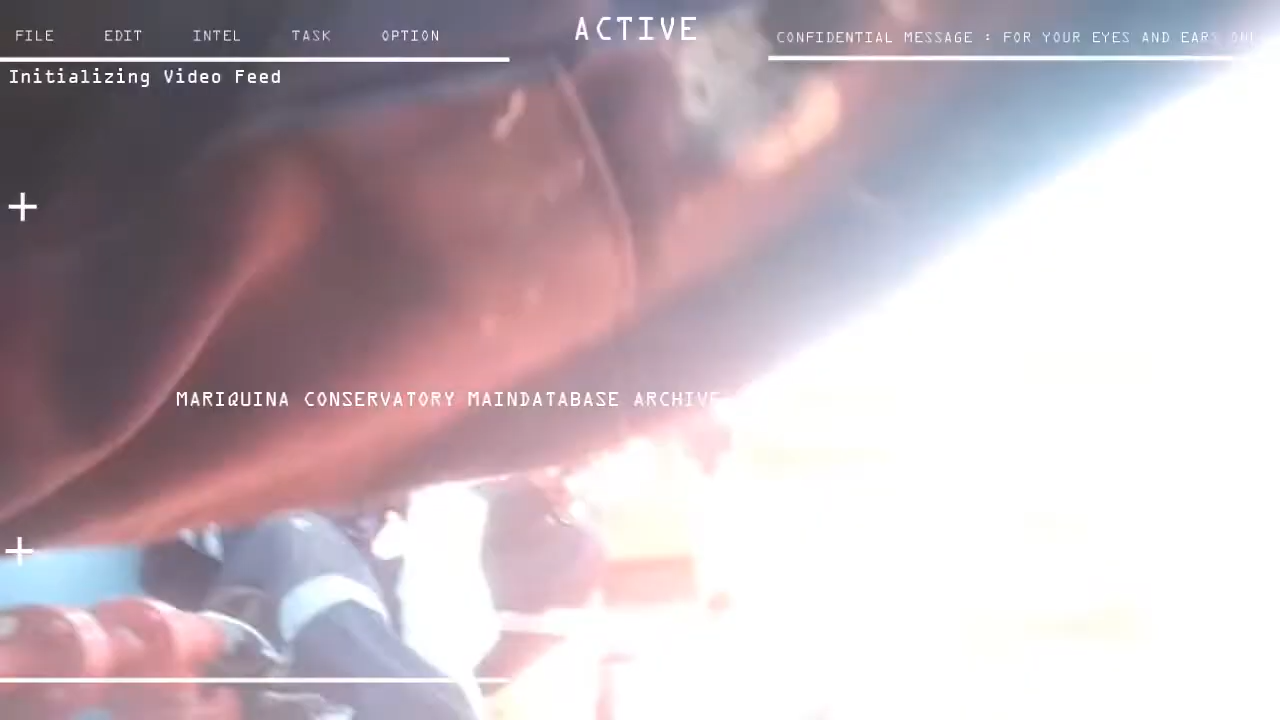 FILE EDIT INTEL TASK OPTION
ACTIVE
CONFIDENTIAL MESSAGE : FOR YOUR EYES AND EARS ONL
Initializing Video Feed
MARIQUINA CONSERVATORY MAINDATABASE ARCHIVE